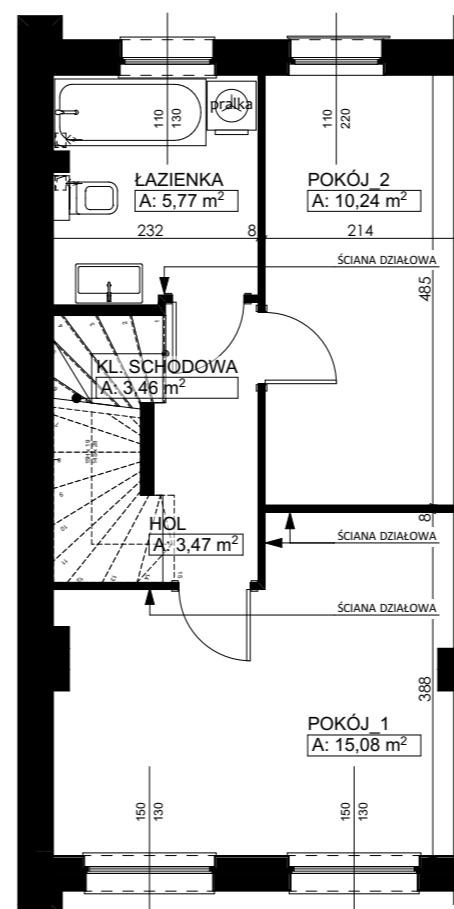 110
130
pralka
110
220
ŁAZIENKA
A: 5,77 m²
POKÓJ_2
A: 10,24 m²
232
8
214
ŚCIANA DZIAŁOWA
485
KL. SCHODOWA
A: 3,46 m²
HOL
A: 3,47 m²
8
ŚCIANA DZIAŁOWA
ŚCIANA DZIAŁOWA
388
POKÓJ_1
A: 15,08 m²
150
130
150
130